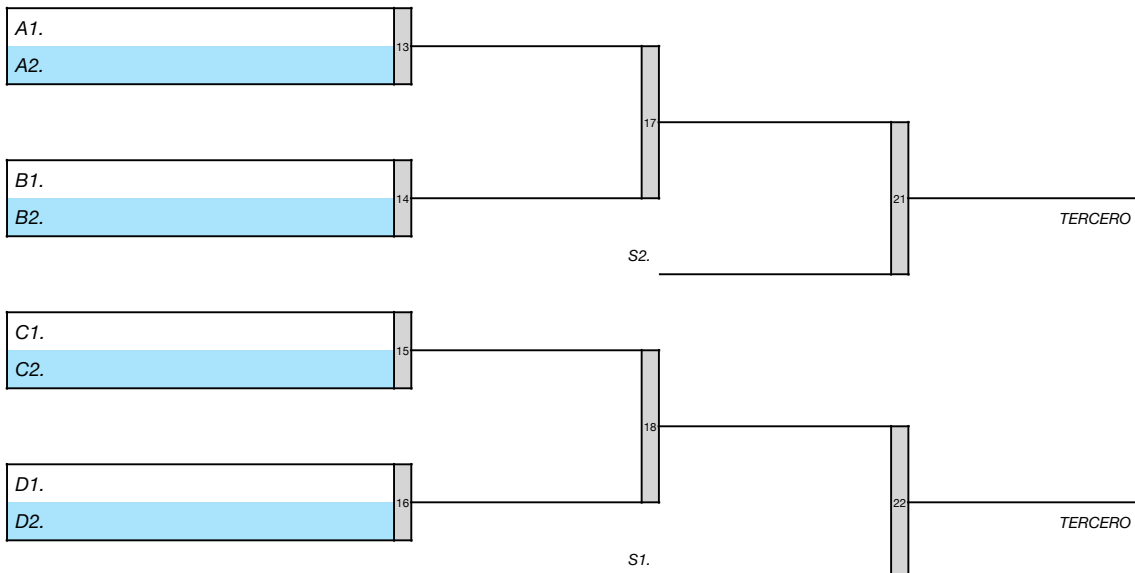 A1.
A2.
13
B1.
B2.
14
17
S2.
21
TERCERO
C1.
C2.
15
D1.
D2.
16
18
S1.
22
TERCERO